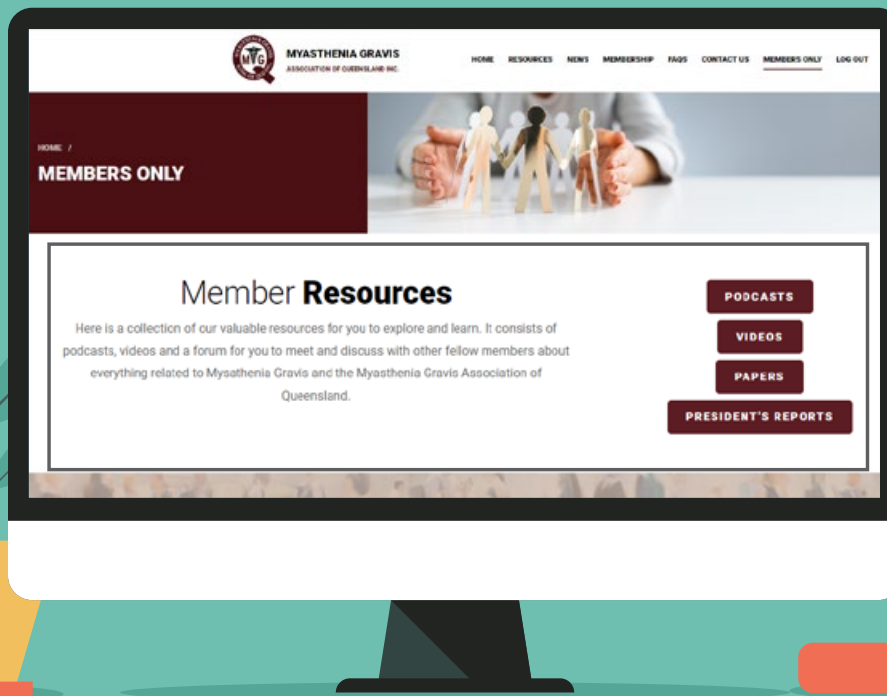 MYASTHENIA GRAVIS
ASSOCIATION OF QUEENSLAND INC.
HOME RESOURCES NEWS MEMBERSHIP FAQS CONTACT US MEMBERS ONLY LOG OUT
HOME /
MEMBERS ONLY
Member Resources
Here is a collection of our valuable resources for you to explore and learn. It consists of
podcasts, videos and a forum for you to meet and discuss with other fellow members about
everything related to Mysathenia Gravis and the Myasthenia Gravis Association of
Queensland.
PODCASTS
VIDEOS
PAPERS
PRESIDENT'S REPORTS